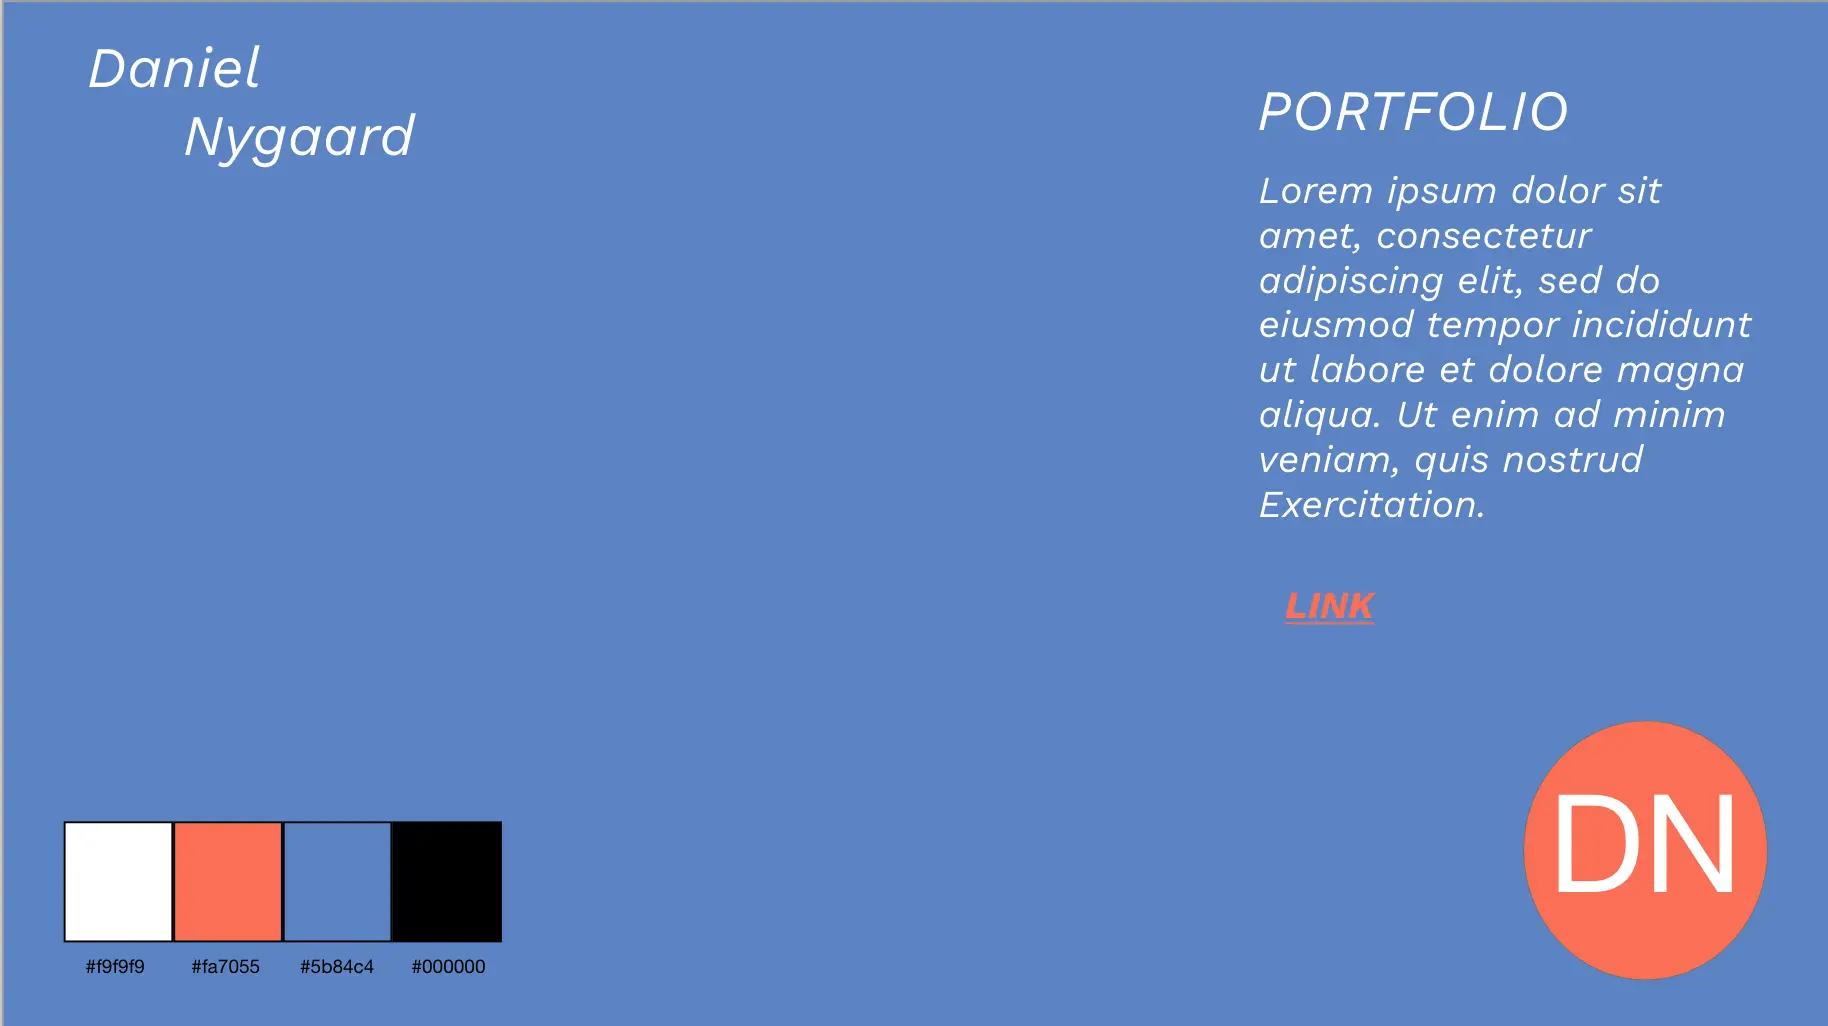 Daniel
Nygaard
PORTFOLIO
Lorem ipsum dolor sit
amet, consectetur
adipiscing elit, sed do
eiusmod tempor incididunt
ut labore et dolore magna
aliqua. Ut enim ad minim
veniam, quis nostrud
Exercitation.
LINK
DN
#f9f9f9 #fa7055 #5b84c4 #000000